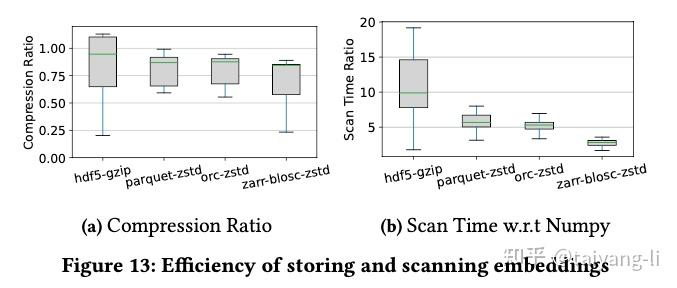 Compression Ratio
1.00
0.75
0.50
0.25
0.00
hdf5-gzip
parquet-zstd
orc-zstd
zarr-blosc-zstd
(a) Compression Ratio
Scan Time Ratio
20
15
10
5
hdf5-gzip
parquet-zstd
orc-zstd
zarr-blosc-zstd
(b) Scan Time w.r.t Numpy
Figure 13: Efficiency of storing and scanning embeddings
知乎 @taiyang-li